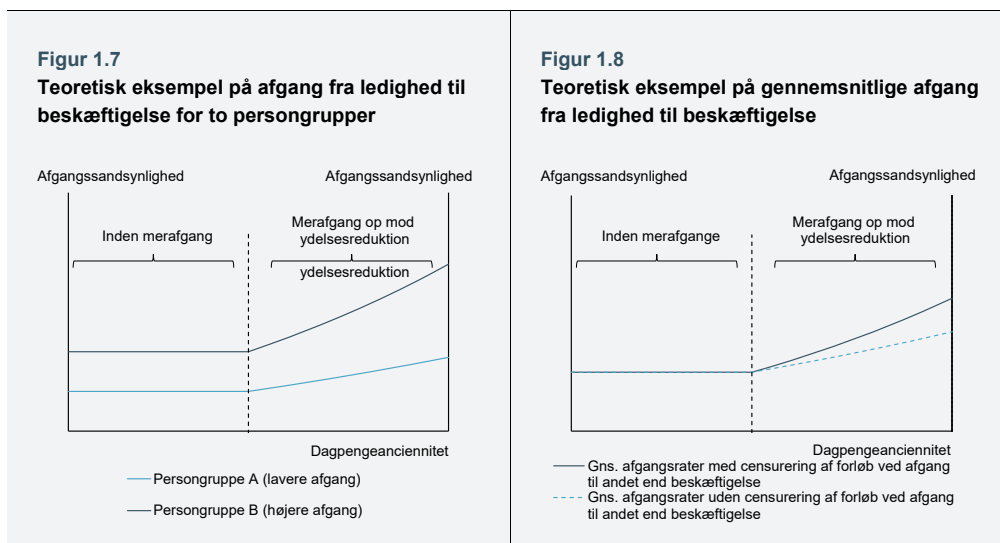 Figur 1.7
Teoretisk eksempel på afgang fra ledighed til
beskæftigelse for to persongrupper
Afgangssandsynlighed
Afgangssandsynlighed
Inden merafgang
Merafgang op mod
ydelsesreduktion
ydelsesreduktion
Dagpengeanciennitet
Persongruppe A (lavere afgang)
Persongruppe B (højere afgang)
Figur 1.8
Teoretisk eksempel på gennemsnitlige afgang
fra ledighed til beskæftigelse
Afgangssandsynlighed
Afgangssandsynlighed
Inden merafgange
Merafgang op mod
ydelsesreduktion
Dagpengeanciennitet
Gns. afgangsrater med censurering af forløb ved afgang
til andet end beskæftigelse
Gns. afgangsrater uden censurering af forløb ved afgang
til andet end beskæftigelse